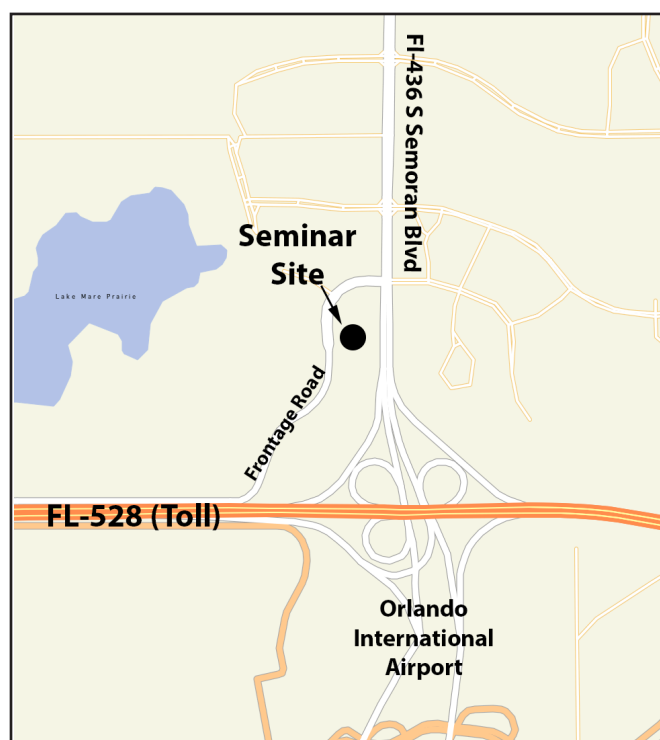 Fl-436 S Semoran Blvd
Seminar
Site
Lake Mare Prairie
Frontage Road
FL-528 (Toll)
Orlando
International
Airport